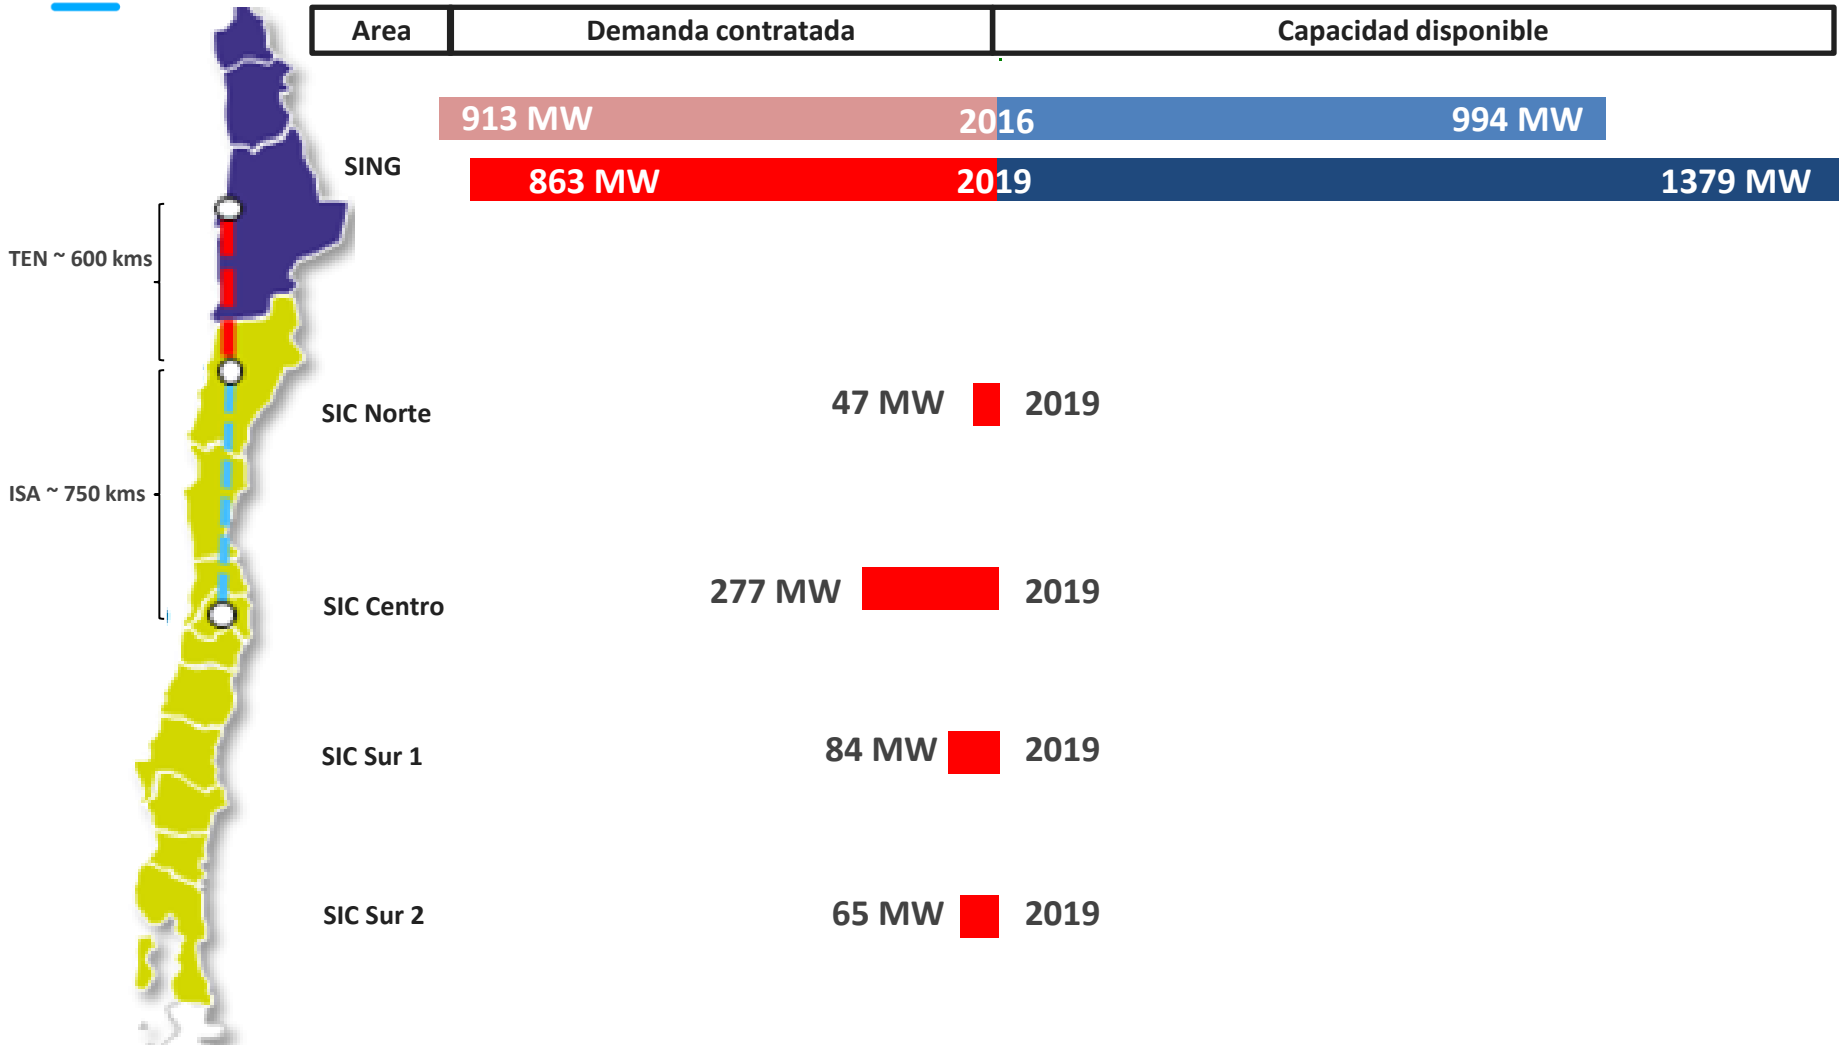 Area Demanda contratada Capacidad disponible
913 MW 2016 994 MW
SING
863 MW 2019 1379 MW
TEN ~ 600 kms
SIC Norte 47 MW 2019
ISA ~ 750 kms
SIC Centro 277 MW 2019
SIC Sur 1 84 MW 2019
SIC Sur 2 65 MW 2019